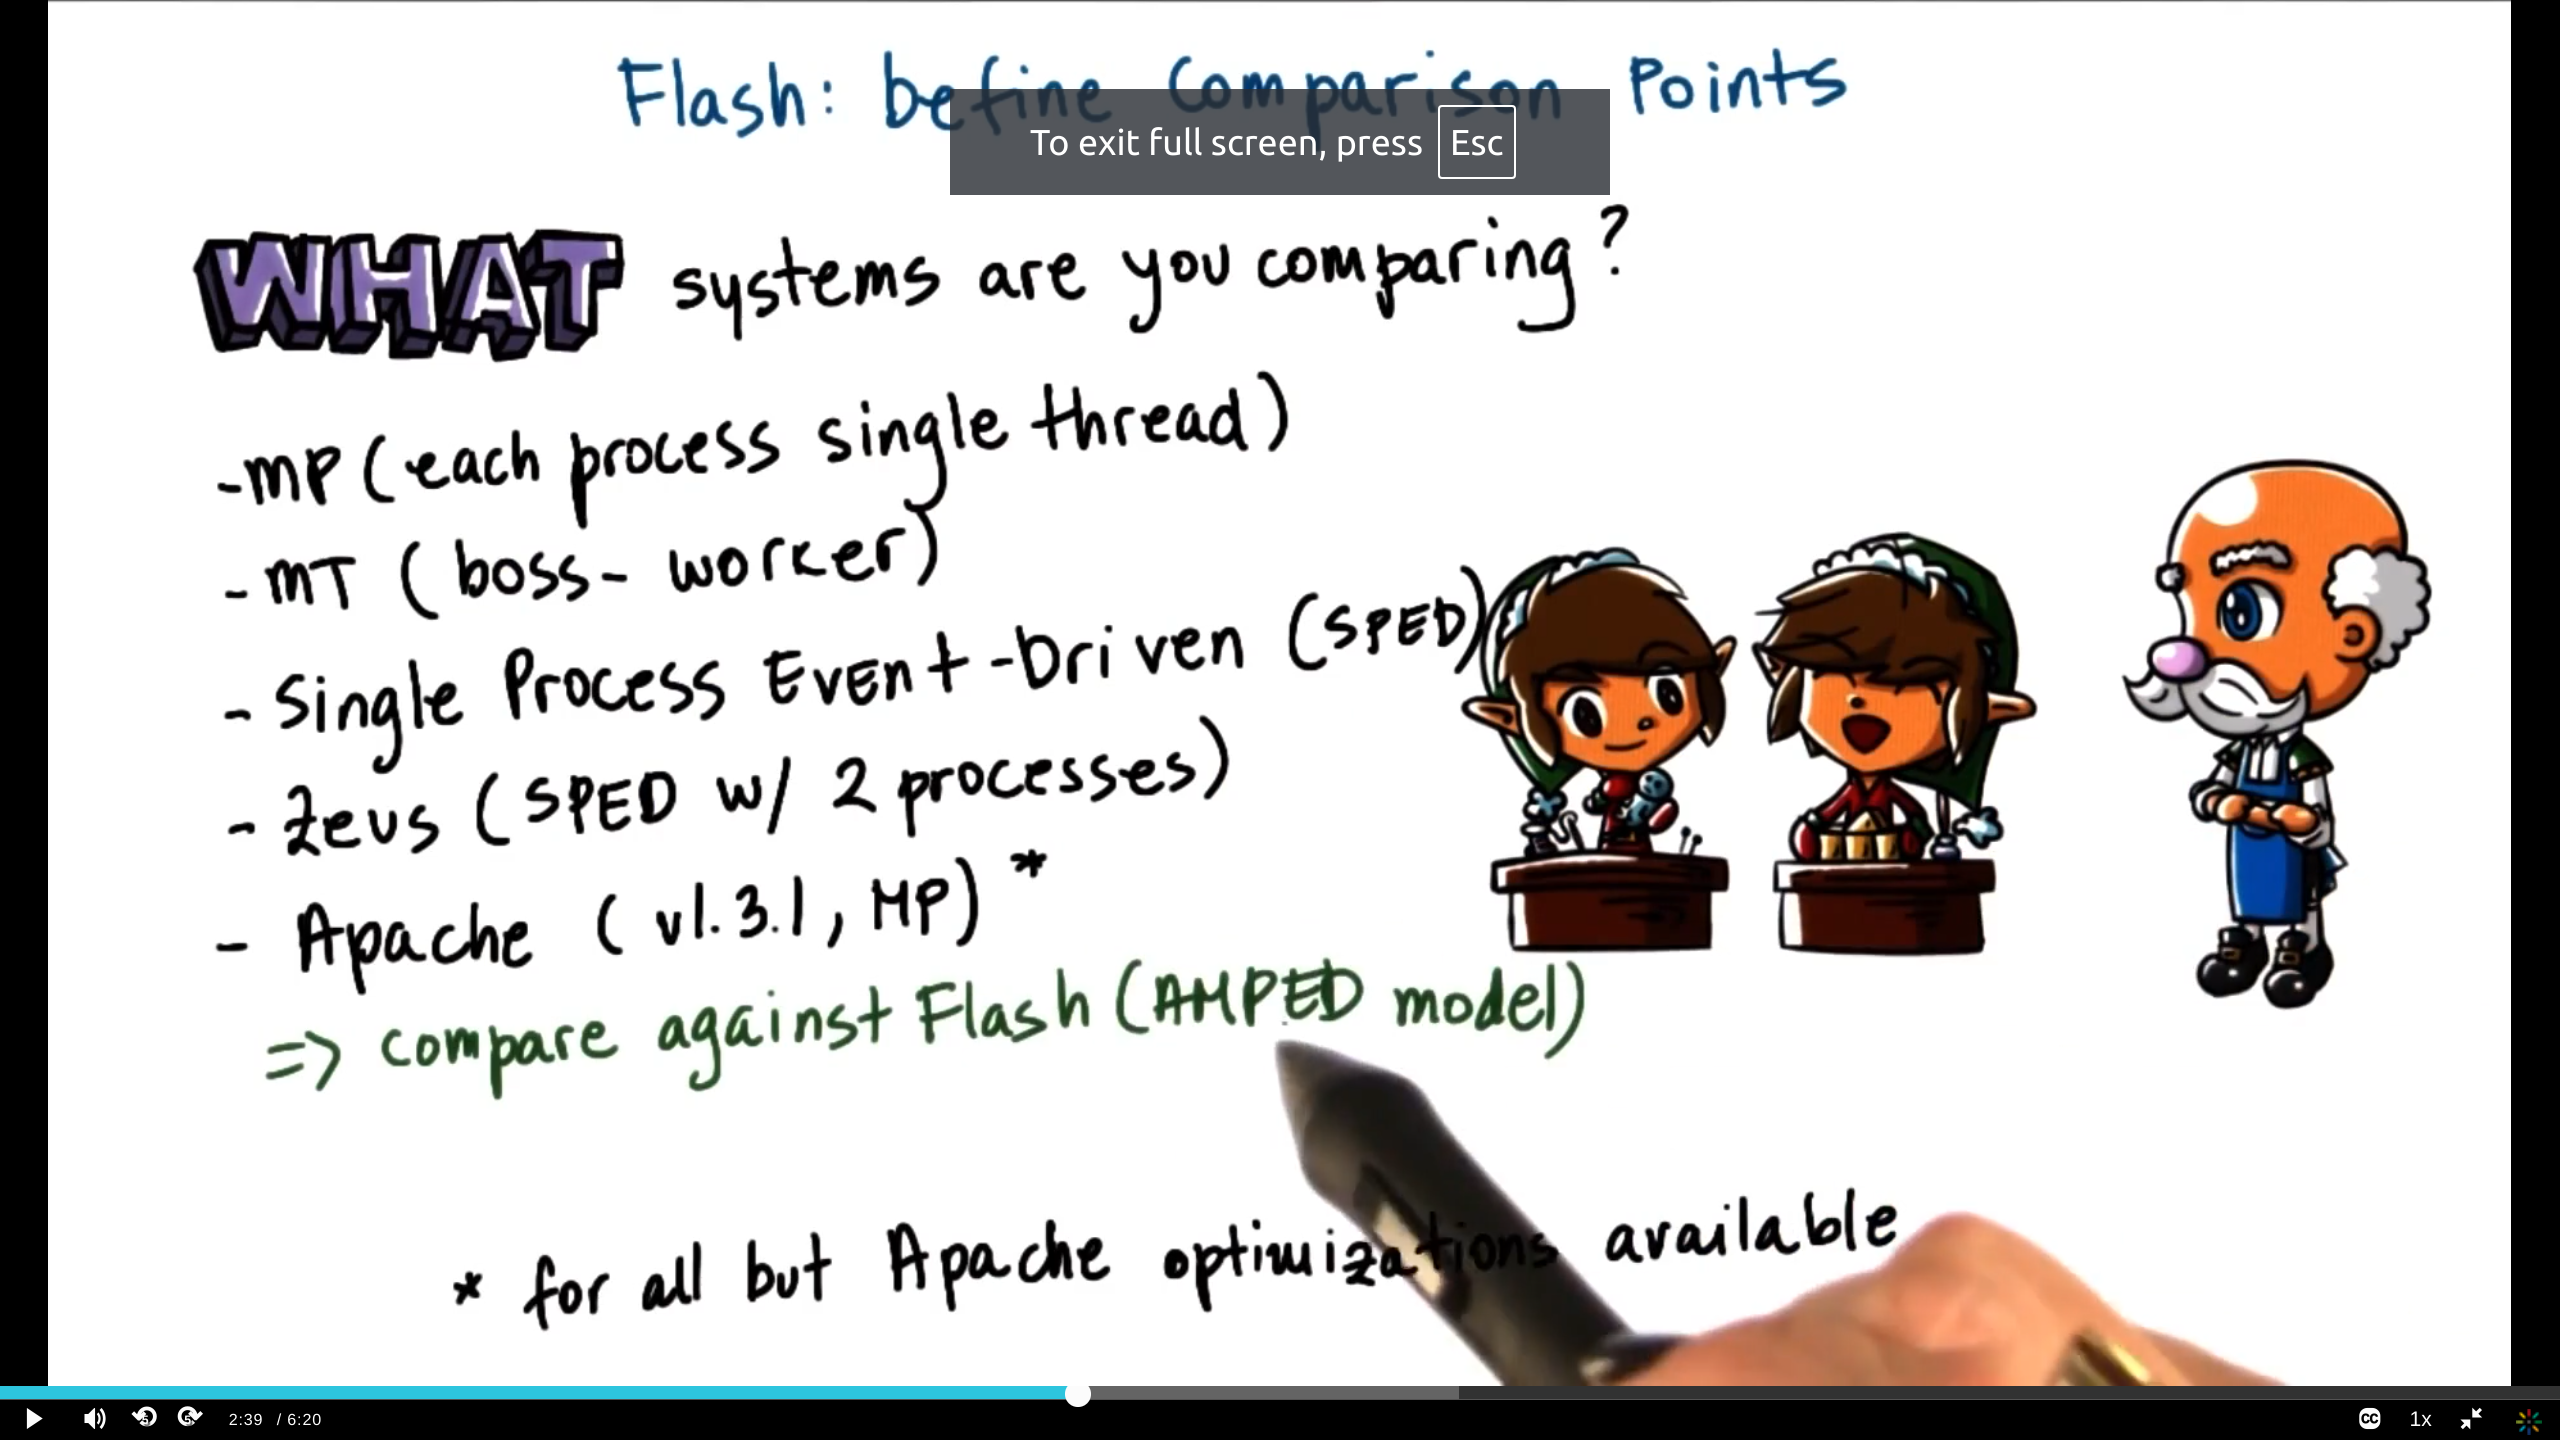 Flash: Define Comparison Points
To exit full screen, press Esc
WHAT systems are you comparing?
- MP (each process single thread)
- MT (boss-worker)
- Single Process Event-Driven (SPED)
- Zeus (SPED w/ 2 processes)
- Apache (v1.3.1, MP) *
=> compare against Flash (AMPED model)
* for all but Apache optimizations available
2:39 / 6:20
CC
1x